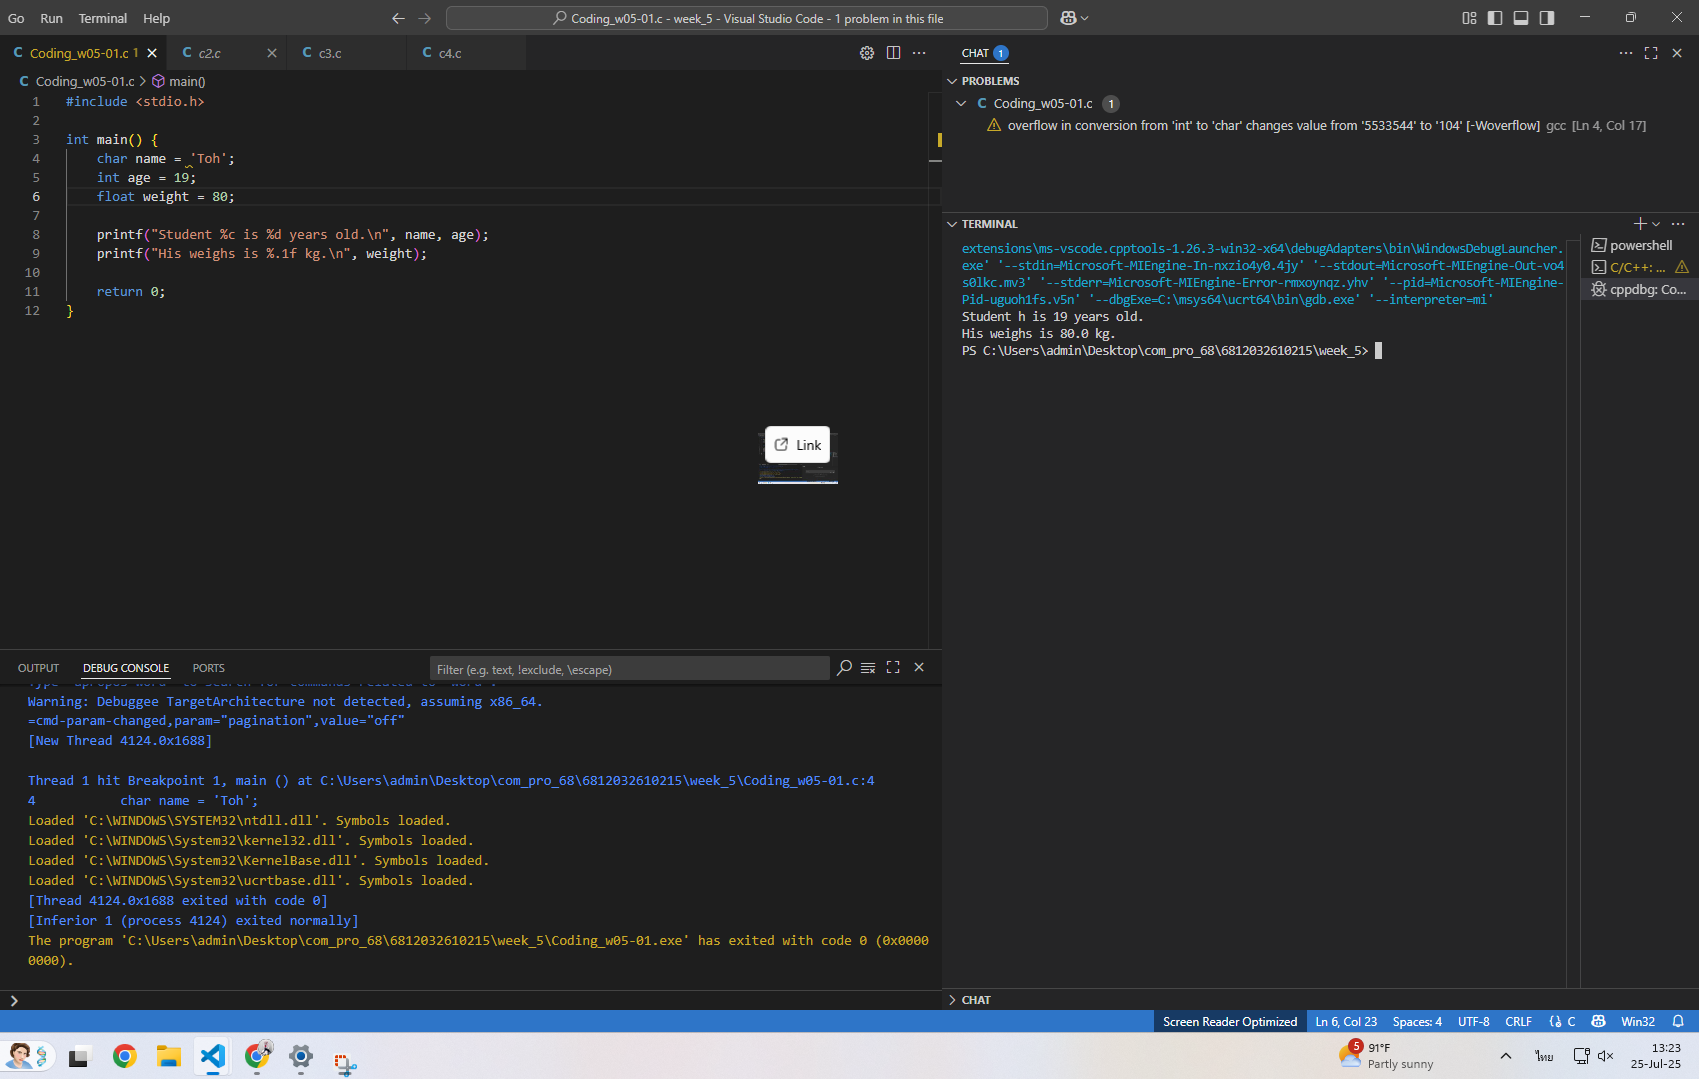 Go Run Terminal Help
Coding_w05-01.c - week_5 - Visual Studio Code - 1 problem in this file
C Coding_w05-01.c 1
C c2.c
C c3.c
C c4.c
C Coding_w05-01.c > main()
1 #include <stdio.h>
2
3 int main() {
4 char name = 'Toh';
5 int age = 19;
6 float weight = 80;
7
8 printf("Student %c is %d years old.\n", name, age);
9 printf("His weighs is %.1f kg.\n", weight);
10
11 return 0;
12 }
Link
OUTPUT DEBUG CONSOLE PORTS
Filter (e.g. text, !exclude, \escape)
Warning: Debuggee TargetArchitecture not detected, assuming x86_64.
=cmd-param-changed,param="pagination",value="off"
[New Thread 4124.0x1688]
Thread 1 hit Breakpoint 1, main () at C:\Users\admin\Desktop\com_pro_68\6812032610215\week_5\Coding_w05-01.c:4
4 char name = 'Toh';
Loaded 'C:\WINDOWS\SYSTEM32\ntdll.dll'. Symbols loaded.
Loaded 'C:\WINDOWS\System32\kernel32.dll'. Symbols loaded.
Loaded 'C:\WINDOWS\System32\KernelBase.dll'. Symbols loaded.
Loaded 'C:\WINDOWS\System32\ucrtbase.dll'. Symbols loaded.
[Thread 4124.0x1688 exited with code 0]
[Inferior 1 (process 4124) exited normally]
The program 'C:\Users\admin\Desktop\com_pro_68\6812032610215\week_5\Coding_w05-01.exe' has exited with code 0 (0x0000
0000).
CHAT 1
PROBLEMS
C Coding_w05-01.c 1
overflow in conversion from 'int' to 'char' changes value from '5533544' to '104' [-Woverflow] gcc [Ln 4, Col 17]
TERMINAL
extensions\ms-vscode.cpptools-1.26.3-win32-x64\debugAdapters\bin\WindowsDebugLauncher.
exe' '--stdin=Microsoft-MIEngine-In-nxzio4y0.4jy' '--stdout=Microsoft-MIEngine-Out-vo4
s0lkc.mv3' '--stderr=Microsoft-MIEngine-Error-rmxoynqz.yhv' '--pid=Microsoft-MIEngine-
Pid-uguoh1fs.v5n' '--dbgExe=C:\msys64\ucrt64\bin\gdb.exe' '--interpreter=mi'
Student h is 19 years old.
His weighs is 80.0 kg.
PS C:\Users\admin\Desktop\com_pro_68\6812032610215\week_5>
powershell
C/C++: ...
cppdbg: Co...
CHAT
Screen Reader Optimized Ln 6, Col 23 Spaces: 4 UTF-8 CRLF {} C Win32
5
91°F
Partly sunny
ไทย
13:23
25-Jul-25